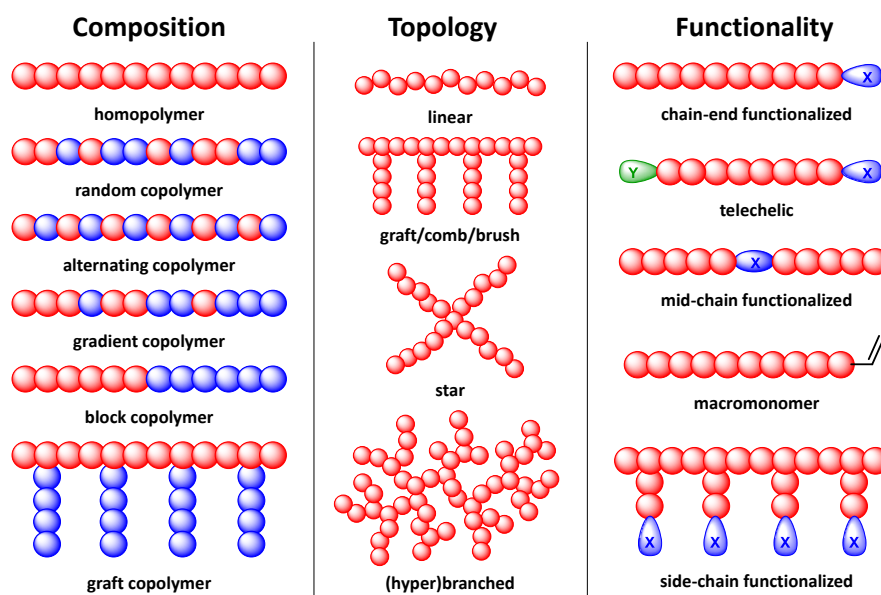 Composition
homopolymer
random copolymer
alternating copolymer
gradient copolymer
block copolymer
graft copolymer
Topology
linear
graft/comb/brush
star
(hyper)branched
Functionality
X
chain-end functionalized
Y X
telechelic
X
mid-chain functionalized
macromonomer
X X X X
side-chain functionalized